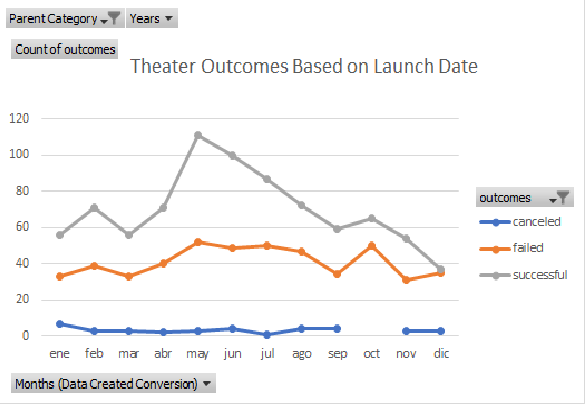 Parent Category Years
Count of outcomes
Theater Outcomes Based on Launch Date
120
100
80
60
40
20
0
ene feb mar abr may jun jul ago sep oct nov dic
outcomes
canceled
failed
successful
Months (Data Created Conversion)